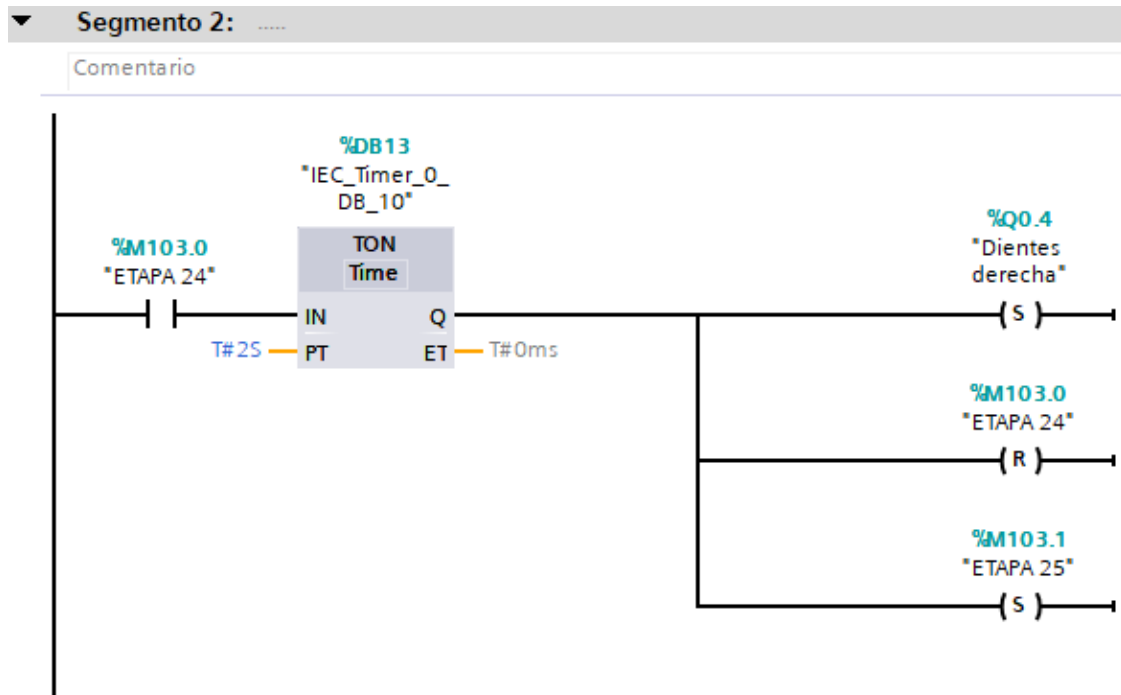 Segmento 2: .....
Comentario
%DB13
"IEC_Timer_0_
DB_10"
%M103.0
"ETAPA 24"
TON
Time
IN
Q
T#2S
PT
ET
T#0ms
%Q0.4
"Dientes
derecha"
S
%M103.0
"ETAPA 24"
R
%M103.1
"ETAPA 25"
S